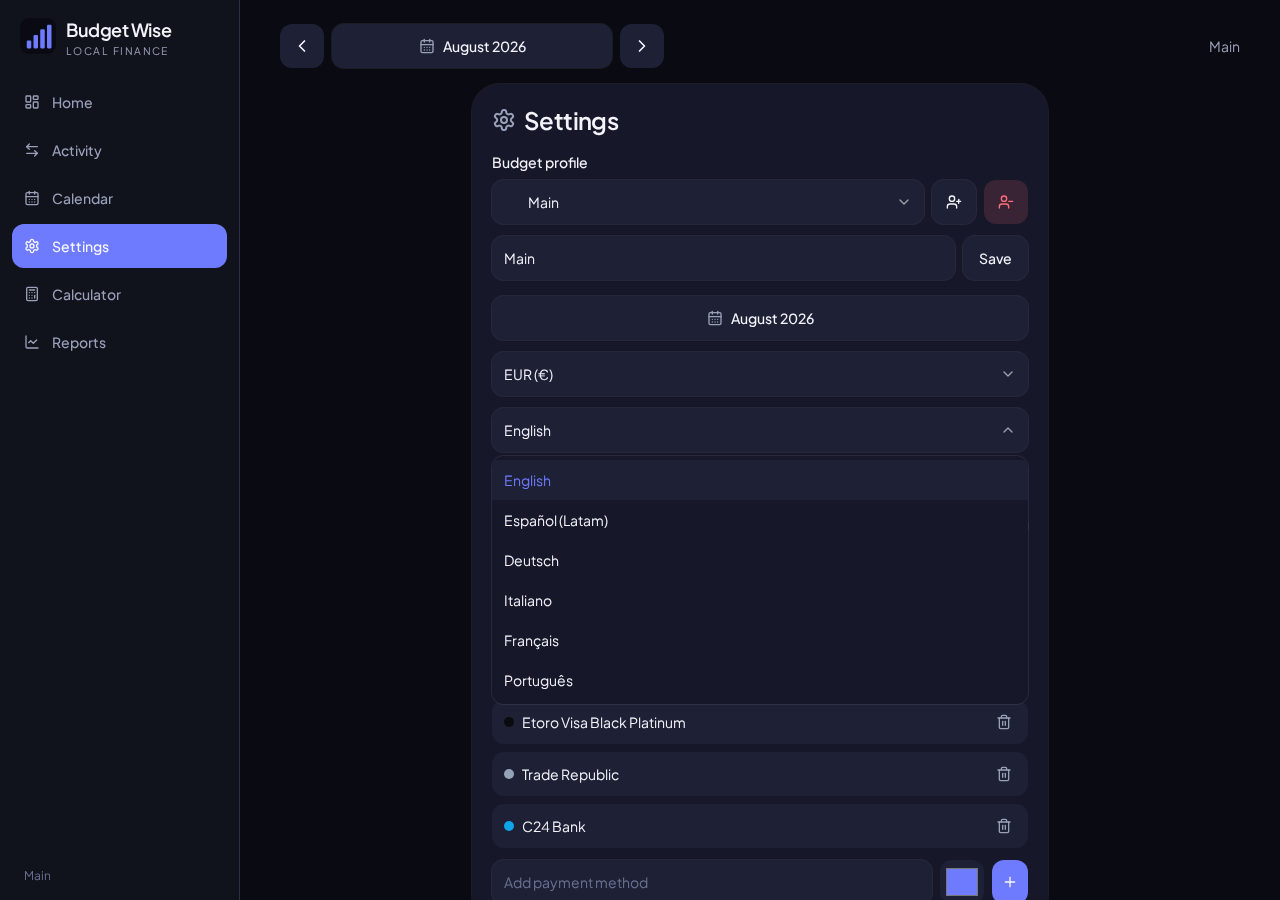 BudgetWise
LOCAL FINANCE
Home
Activity
Calendar
Settings
Calculator
Reports
Main
August 2026
Main
Settings
Budget profile
Main
Main
Save
August 2026
EUR (€)
English
English
Español (Latam)
Deutsch
Italiano
Français
Português
Etoro Visa Black Platinum
Trade Republic
C24 Bank
Add payment method